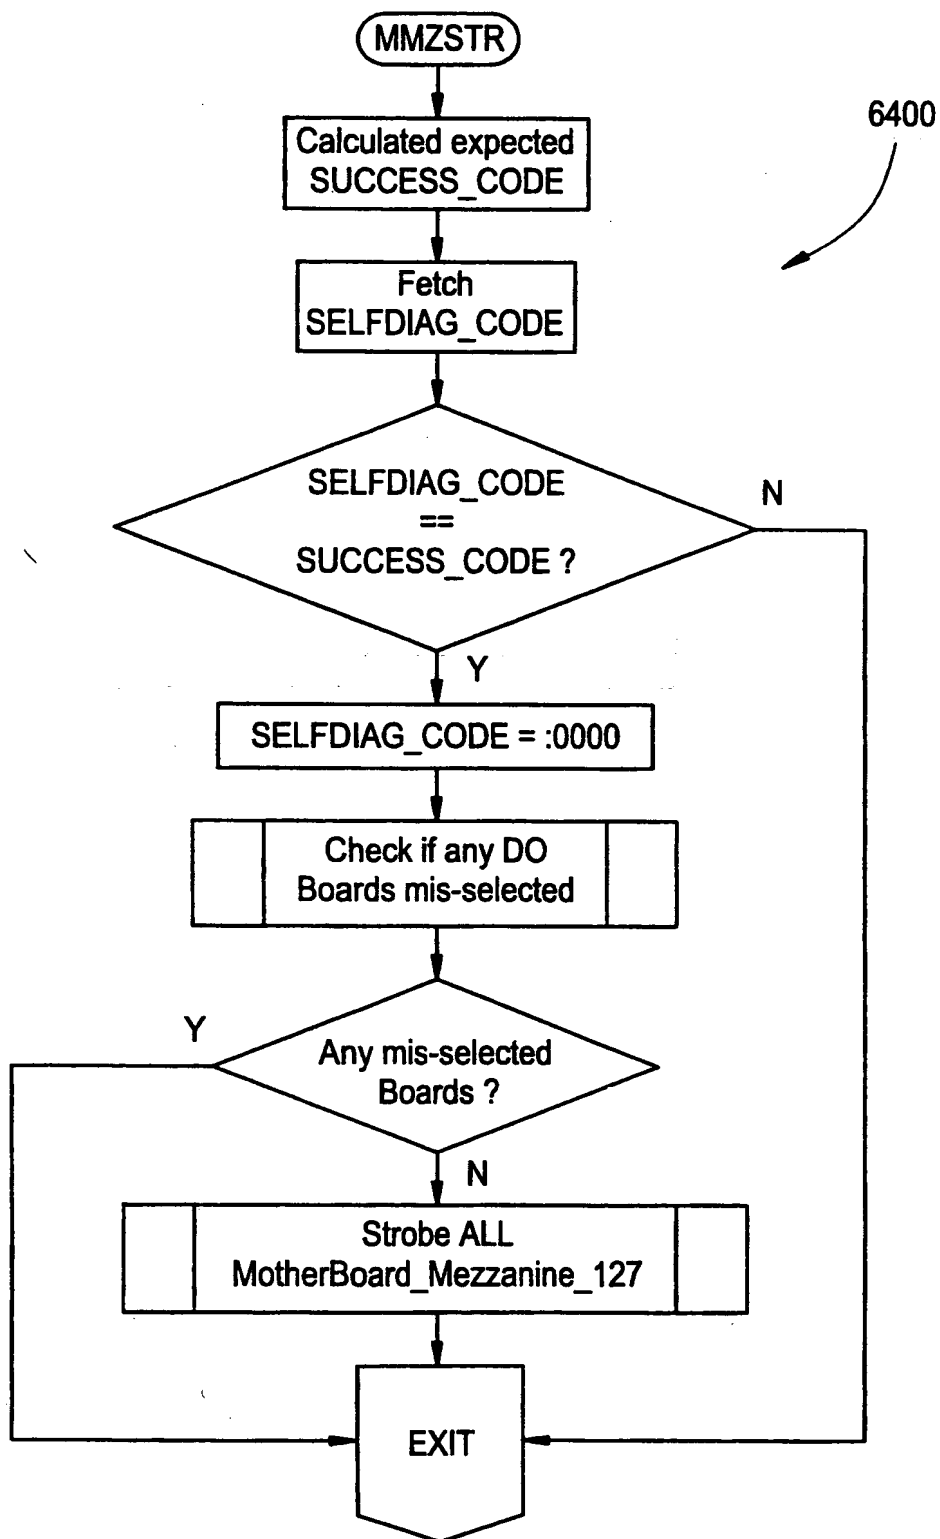 MMZSTR
6400
Calculated expected
SUCCESS_CODE
Fetch
SELFDIAG_CODE
SELFDIAG_CODE
==
SUCCESS_CODE ?
N
Y
SELFDIAG_CODE = :0000
Check if any DO
Boards mis-selected
Y
Any mis-selected
Boards ?
N
Strobe ALL
MotherBoard_Mezzanine_127
EXIT